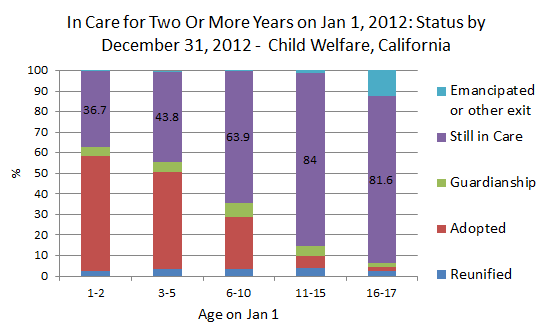 In Care for Two Or More Years on Jan 1, 2012: Status by
December 31, 2012 - Child Welfare, California
%
100
90
80
70
60
50
40
30
20
10
0
36.7
43.8
63.9
84
81.6
1-2
3-5
6-10
11-15
16-17
Age on Jan 1
Emancipated
or other exit
Still in Care
Guardianship
Adopted
Reunified